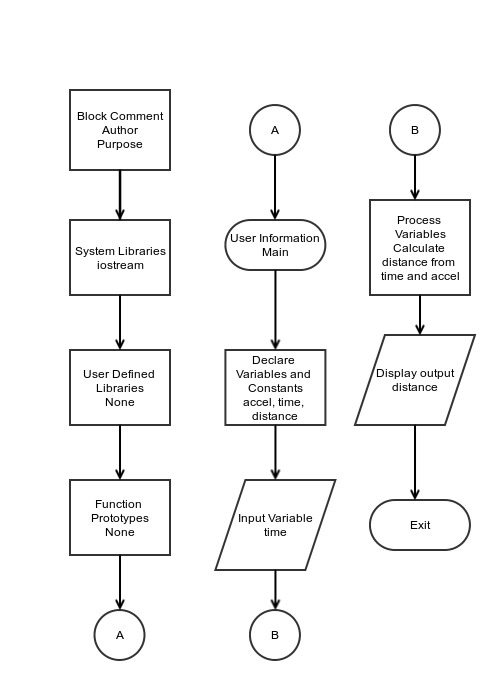 Block Comment
Author
Purpose
System Libraries
iostream
User Defined
Libraries
None
Function
Prototypes
None
A
A
User Information
Main
Declare
Variables and
Constants
accel, time,
distance
Input Variable
time
B
B
Process
Variables
Calculate
distance from
time and accel
Display output
distance
Exit